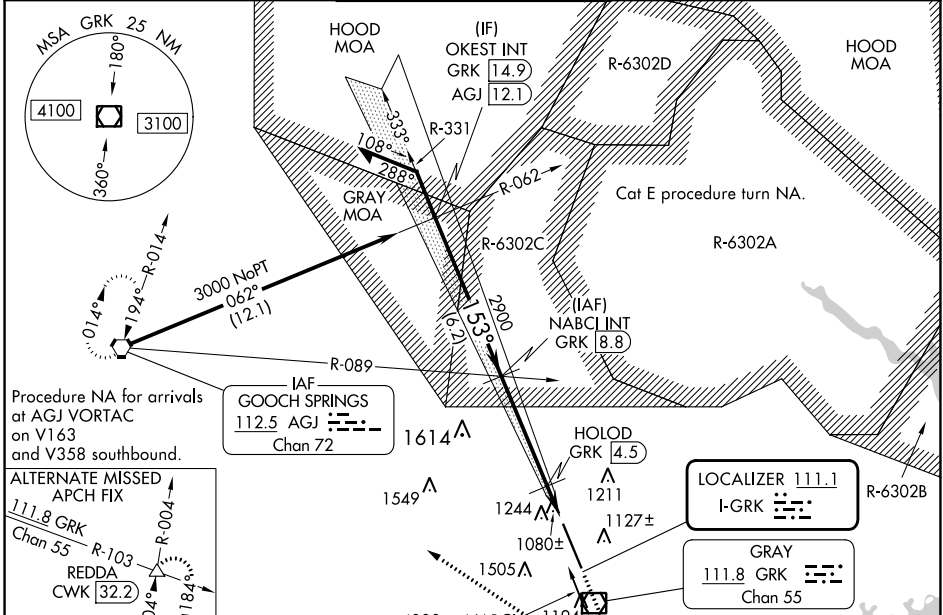 MSA GRK 25 NM
180°
4100
3100
360°
HOOD
MOA
(IF)
OKEST INT
GRK 14.9
AGJ 12.1
R-6302D
HOOD
MOA
333°
R-331
108°
288°
R-062
GRAY
MOA
Cat E procedure turn NA.
R-6302C
R-6302A
R-014
194°
014°
3000 NoPT
062°
(12.1)
153°
2900
(6.2)
(IAF)
NABCI INT
GRK 8.8
R-089
Procedure NA for arrivals
at AGJ VORTAC
on V163
and V358 southbound.
IAF
GOOCH SPRINGS
112.5 AGJ
Chan 72
1614
HOLOD
GRK 4.5
1549
1244
1211
1127±
1080±
1505
LOCALIZER 111.1
I-GRK
R-6302B
GRAY
111.8 GRK
Chan 55
ALTERNATE MISSED
APCH FIX
111.8 GRK
Chan 55
R-103
R-004
184°
REDDA
CWK 32.2